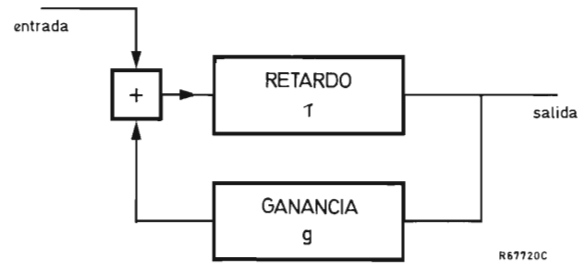 entrada
+
RETARDO
τ
salida
GANANCIA
g
R67720C